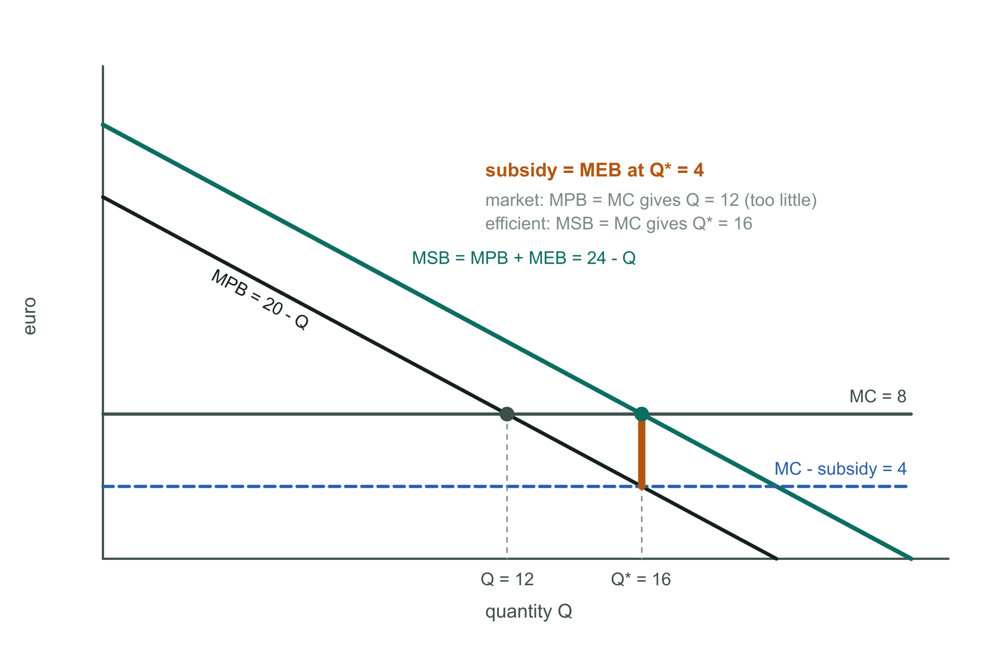 subsidy = MEB at Q* = 4
market: MPB = MC gives Q = 12 (too little)
efficient: MSB = MC gives Q* = 16
MSB = MPB + MEB = 24 - Q
MPB = 20 - Q
euro
MC = 8
MC - subsidy = 4
Q = 12
Q* = 16
quantity Q